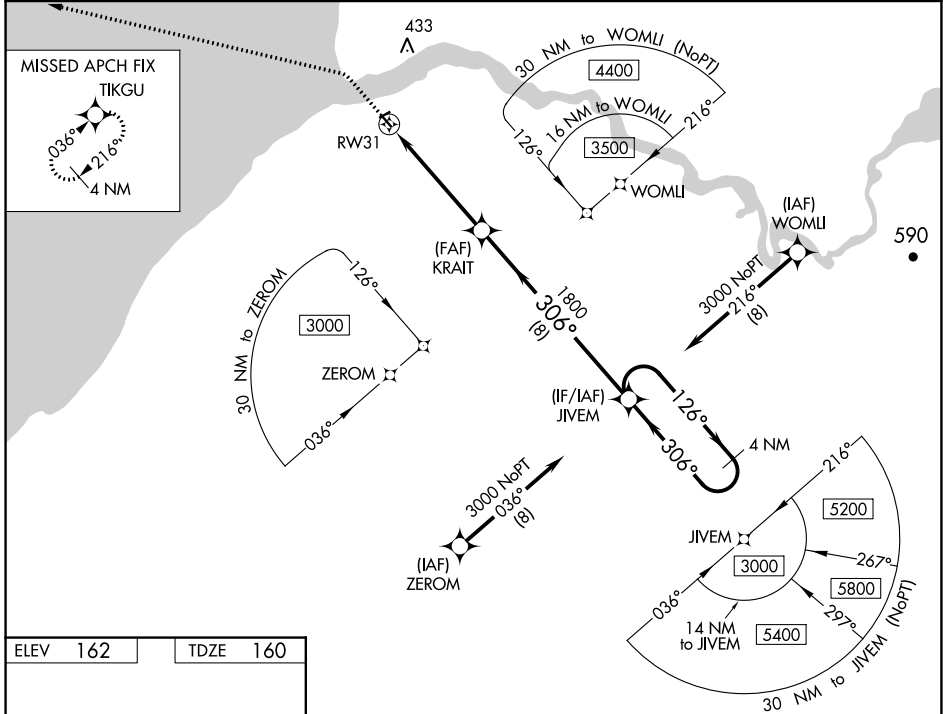 MISSED APCH FIX
TIKGU
036°
216°
4 NM
433
RW31
30 NM to WOMLI (NoPT)
4400
16 NM to WOMLI
3500
126°
216°
WOMLI
(IAF)
WOMLI
590
3000 NoPT
216°
(8)
(FAF)
KRAIT
1800
306°
(8)
30 NM to ZEROM
126°
3000
ZEROM
036°
(IF/IAF)
JIVEM
126°
306°
4 NM
3000 NoPT
036°
(8)
(IAF)
ZEROM
216°
5200
JIVEM
3000
267°
5800
297°
036°
14 NM
to JIVEM
5400
30 NM to JIVEM (NoPT)
ELEV 162
TDZE 160